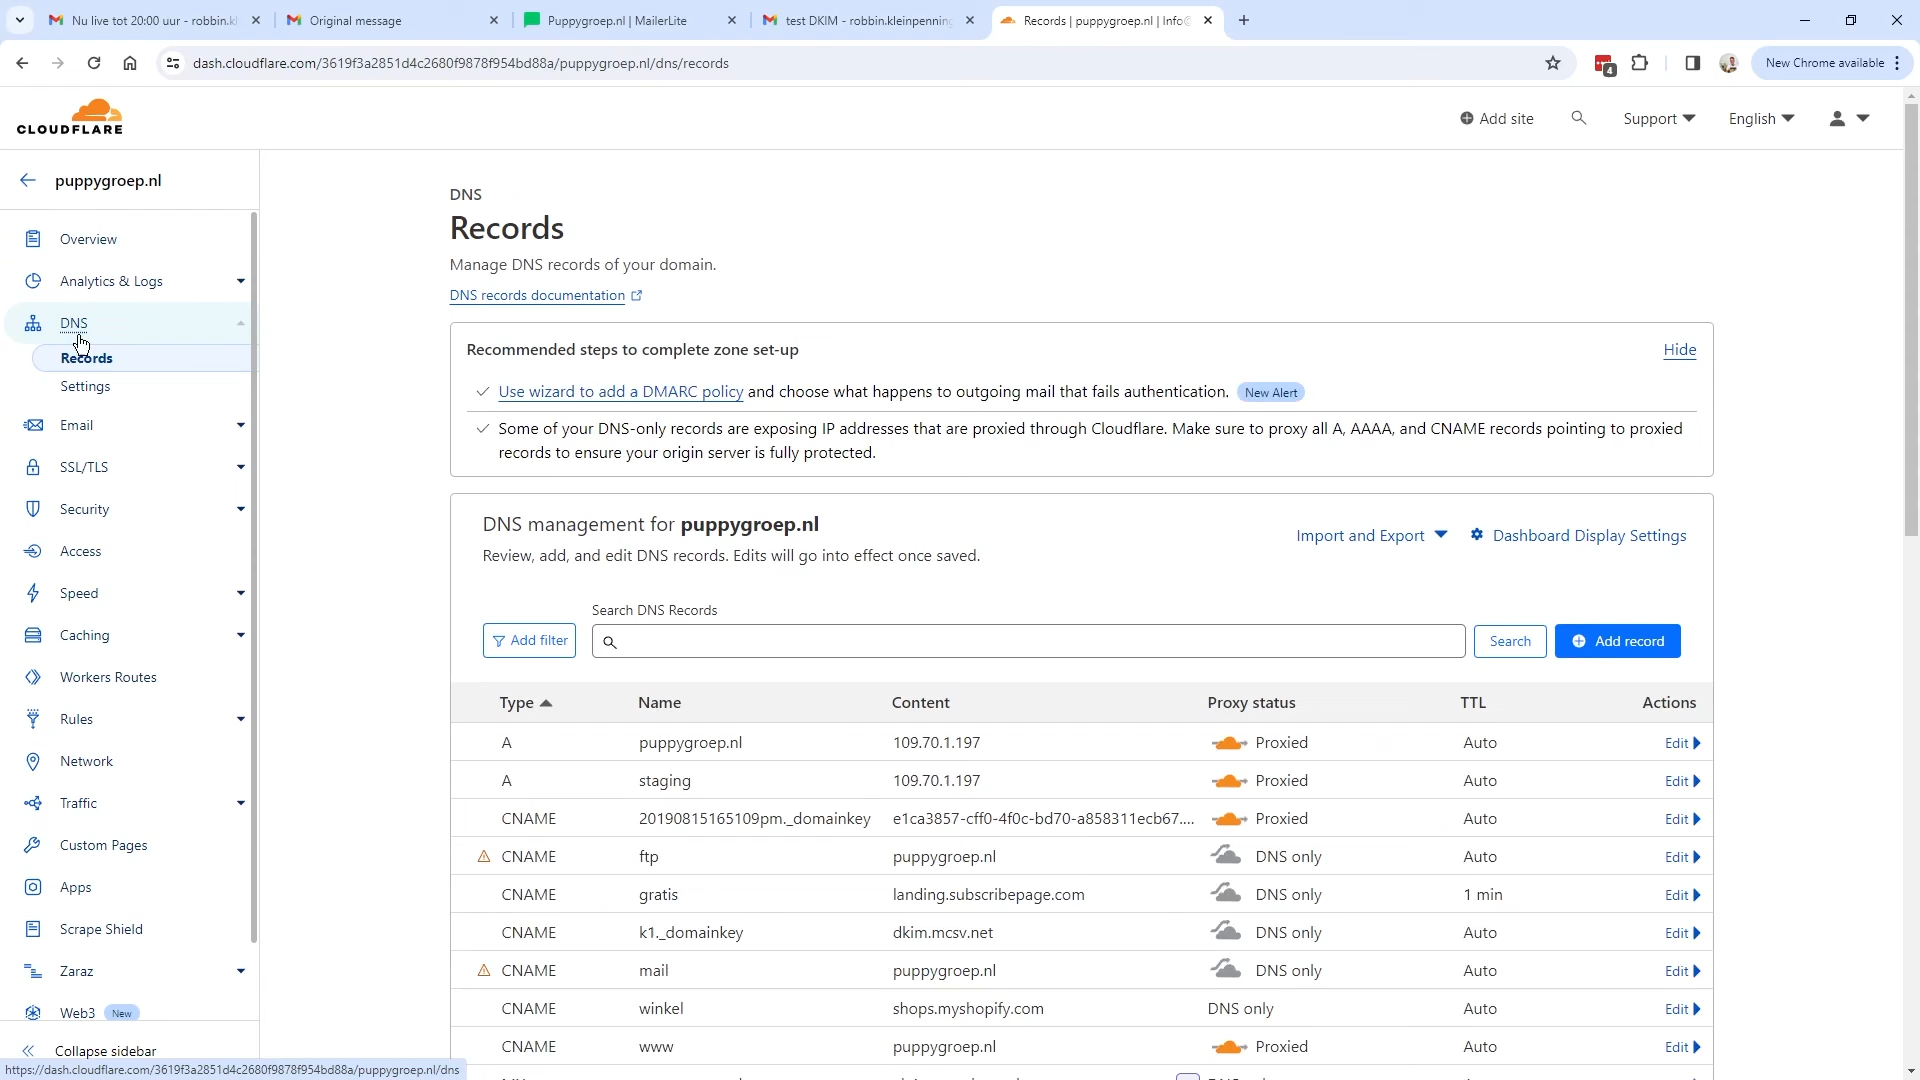 Nu live tot 20:00 uur - robbin.kl
Original message
Puppygroep.nl | MailerLite
test DKIM - robbin.kleinpenning
Records | puppygroep.nl | Info@
dash.cloudflare.com/3619f3a2851d4c2680f9878f954bd88a/puppygroep.nl/dns/records
4
New Chrome available
CLOUDFLARE
Add site
Support
English
puppygroep.nl
Overview
Analytics & Logs
DNS
Records
Settings
Email
SSL/TLS
Security
Access
Speed
Caching
Workers Routes
Rules
Network
Traffic
Custom Pages
Apps
Scrape Shield
Zaraz
Web3 New
Collapse sidebar
https://dash.cloudflare.com/3619f3a2851d4c2680f9878f954bd88a/puppygroep.nl/dns
DNS
Records
Manage DNS records of your domain.
DNS records documentation
Recommended steps to complete zone set-up
Hide
Use wizard to add a DMARC policy and choose what happens to outgoing mail that fails authentication. New Alert
Some of your DNS-only records are exposing IP addresses that are proxied through Cloudflare. Make sure to proxy all A, AAAA, and CNAME records pointing to proxied
records to ensure your origin server is fully protected.
DNS management for puppygroep.nl
Review, add, and edit DNS records. Edits will go into effect once saved.
Import and Export
Dashboard Display Settings
Search DNS Records
Add filter
Search
Add record
Type Name Content Proxy status TTL Actions
A puppygroep.nl 109.70.1.197 Proxied Auto Edit
A staging 109.70.1.197 Proxied Auto Edit
CNAME 20190815165109pm._domainkey e1ca3857-cff0-4f0c-bd70-a858311ecb67.... Proxied Auto Edit
CNAME ftp puppygroep.nl DNS only Auto Edit
CNAME gratis landing.subscribepage.com DNS only 1 min Edit
CNAME k1._domainkey dkim.mcsv.net DNS only Auto Edit
CNAME mail puppygroep.nl DNS only Auto Edit
CNAME winkel shops.myshopify.com DNS only Auto Edit
CNAME www puppygroep.nl Proxied Auto Edit